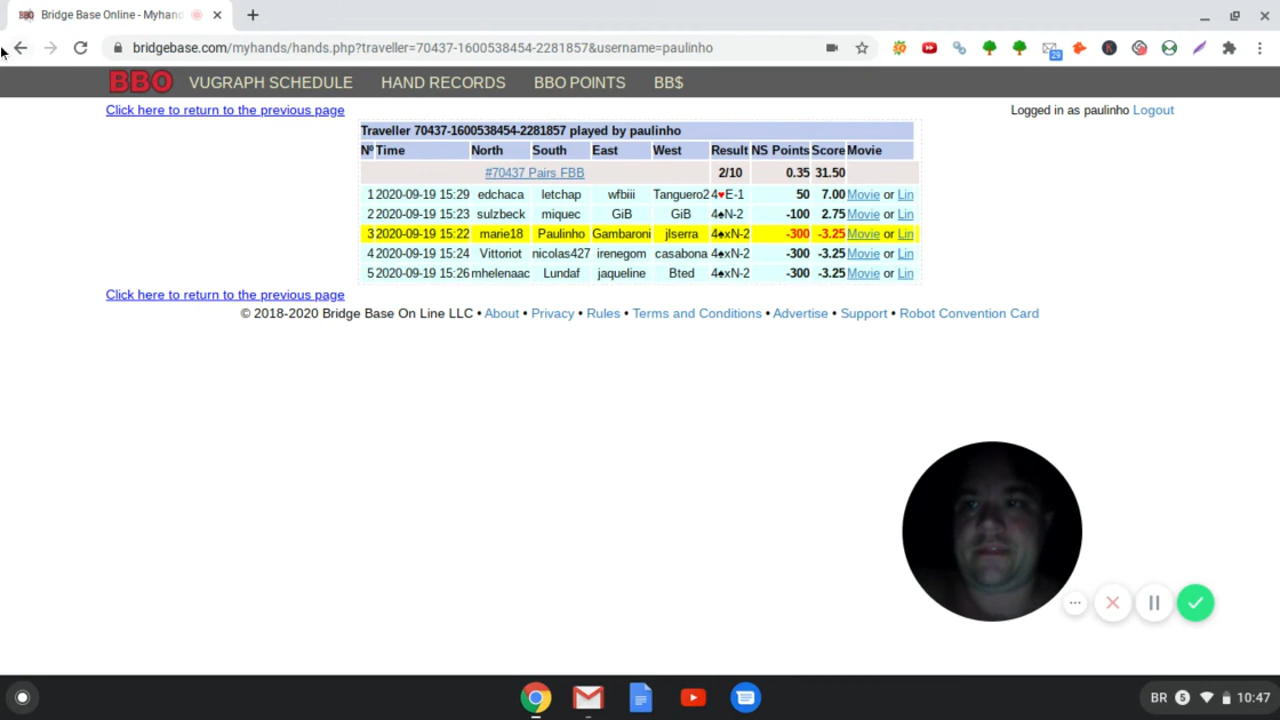 Bridge Base Online - Myhand
bridgebase.com/myhands/hands.php?traveller=70437-1600538454-2281857&username=paulinho
29
BBO VUGRAPH SCHEDULE HAND RECORDS BBO POINTS BB$
Click here to return to the previous page Logged in as paulinho Logout
Traveller 70437-1600538454-2281857 played by paulinho
Nº Time North South East West Result NS Points Score Movie
#70437 Pairs FBB 2/10 0.35 31.50
1 2020-09-19 15:29 edchaca letchap wfbiii Tanguero2 4♥E-1 50 7.00 Movie or Lin
2 2020-09-19 15:23 sulzbeck miquec GiB GiB 4♠N-2 -100 2.75 Movie or Lin
3 2020-09-19 15:22 marie18 Paulinho Gambaroni jlserra 4♠xN-2 -300 -3.25 Movie or Lin
4 2020-09-19 15:24 Vittoriot nicolas427 irenegom casabona 4♠xN-2 -300 -3.25 Movie or Lin
5 2020-09-19 15:26 mhelenaac Lundaf jaqueline Bted 4♠xN-2 -300 -3.25 Movie or Lin
Click here to return to the previous page
© 2018-2020 Bridge Base On Line LLC • About • Privacy • Rules • Terms and Conditions • Advertise • Support • Robot Convention Card
BR 5 10:47